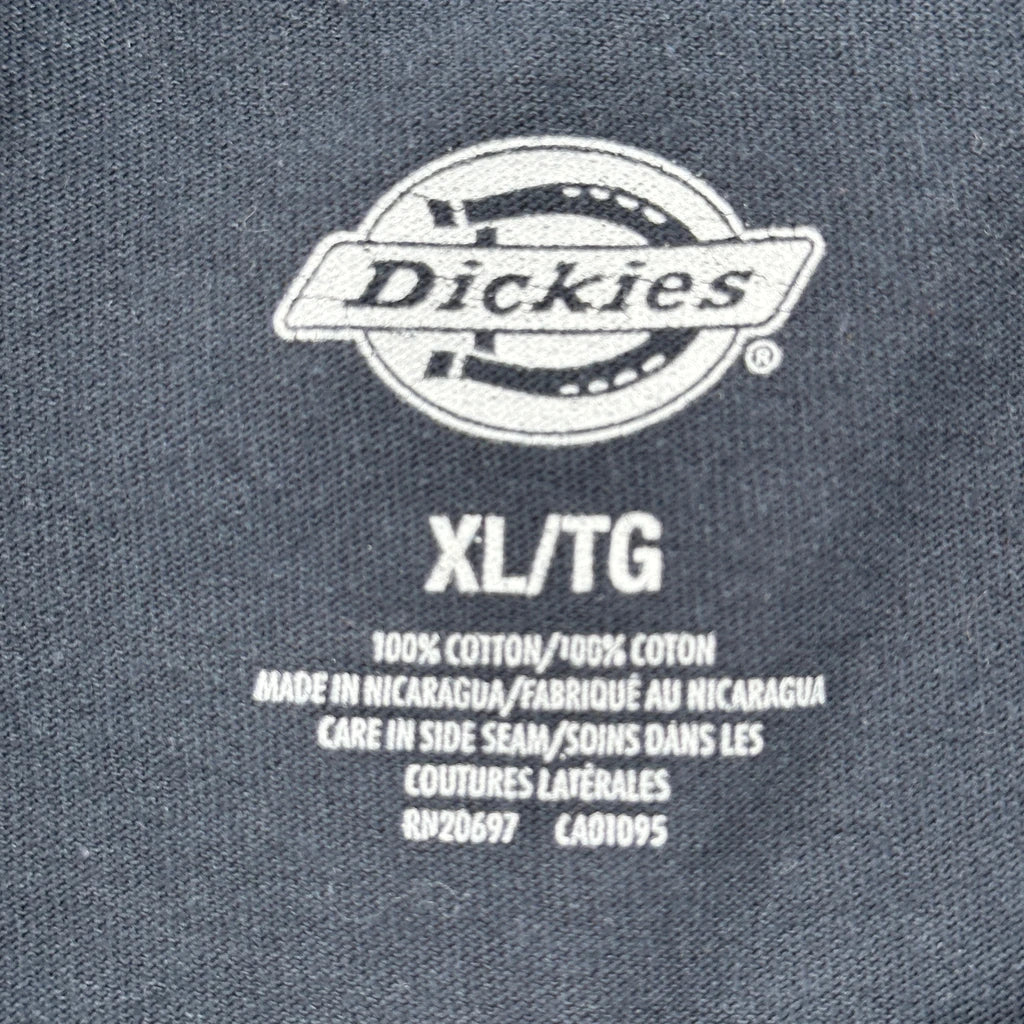 Dickies
®
XL/TG
100% COTTON/100% COTON
MADE IN NICARAGUA/FABRIQUÉ AU NICARAGUA
CARE IN SIDE SEAM/SOINS DANS LES
COUTURES LATÉRALES
RN20697 CA01095